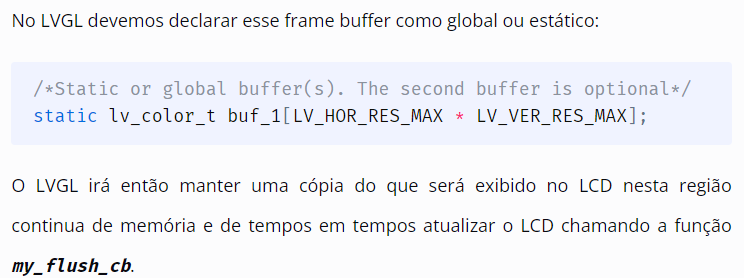 No LVGL devemos declarar esse frame buffer como global ou estático:
/*Static or global buffer(s). The second buffer is optional*/
static lv_color_t buf_1[LV_HOR_RES_MAX * LV_VER_RES_MAX];
O LVGL irá então manter uma cópia do que será exibido no LCD nesta região
continua de memória e de tempos em tempos atualizar o LCD chamando a função
my_flush_cb.